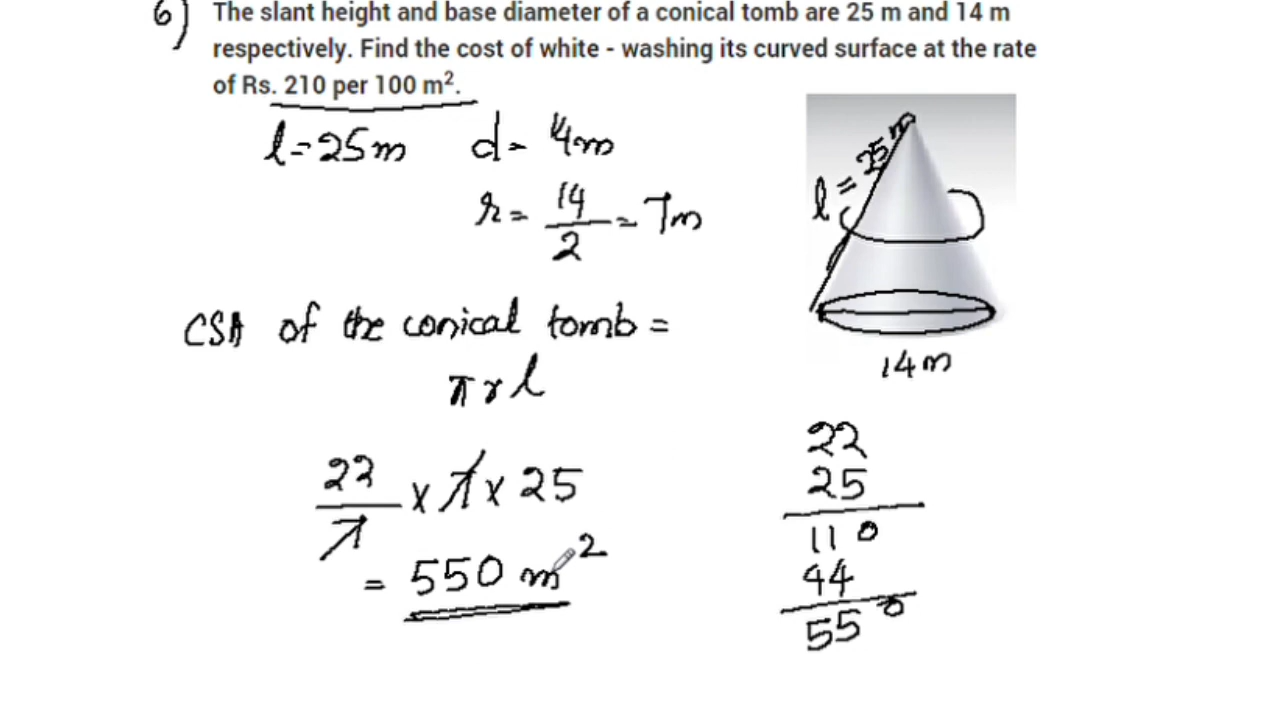 6) The slant height and base diameter of a conical tomb are 25 m and 14 m
respectively. Find the cost of white - washing its curved surface at the rate
of Rs. 210 per 100 m².
l=25m d= 14m
r= 14/2 = 7m
l = 25 m
14m
CSA of the conical tomb =
πrl
22/7 × 7 × 25
= 550 m²
22
25
110
44
550